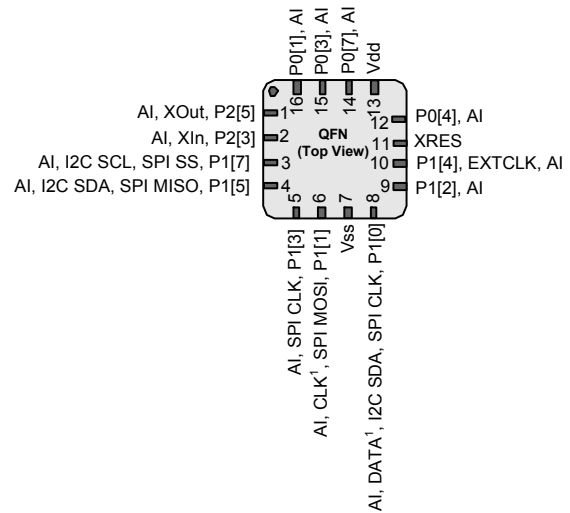 P0[1], AI
P0[3], AI
P0[7], AI
Vdd
16
15
14
13
AI, XOut, P2[5]
1
AI, XIn, P2[3]
2
AI, I2C SCL, SPI SS, P1[7]
3
AI, I2C SDA, SPI MISO, P1[5]
4
QFN
(Top View)
12
P0[4], AI
11
XRES
10
P1[4], EXTCLK, AI
9
P1[2], AI
5
6
7
8
AI, SPI CLK, P1[3]
AI, CLK¹, SPI MOSI, P1[1]
Vss
AI, DATA¹, I2C SDA, SPI CLK, P1[0]